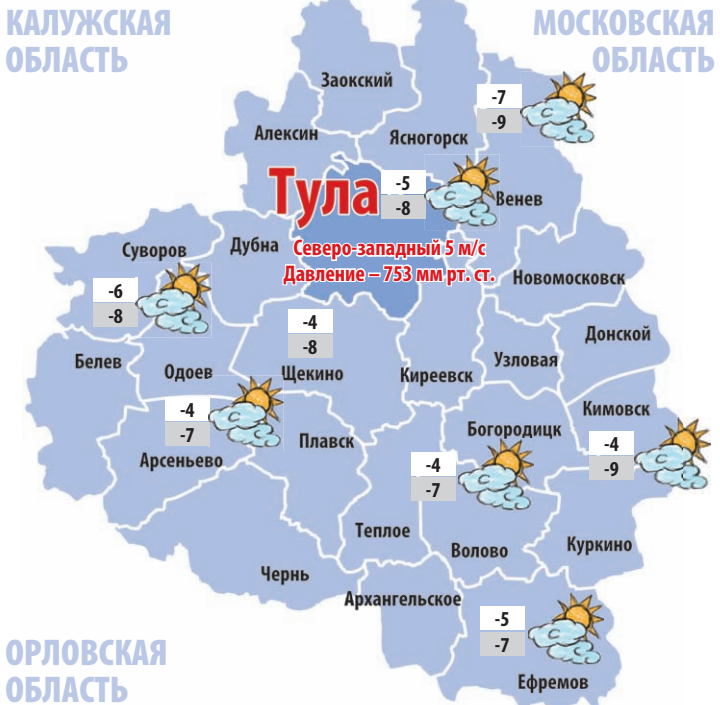 КАЛУЖСКАЯ
ОБЛАСТЬ
МОСКОВСКАЯ
ОБЛАСТЬ
Заокский
-7
-9
Алексин
Ясногорск
Тула
-5
-8
Венев
Суворов
Дубна
Северо-западный 5 м/с
Давление – 753 мм рт. ст.
Новомосковск
-6
-8
-4
-8
Донской
Белев
Одоев
Щекино
Киреевск
Узловая
-4
-7
Кимовск
Богородицк
Плавск
-4
-9
Арсеньево
-4
-7
Теплое
Волово
Куркино
Чернь
Архангельское
-5
-7
ОРЛОВСКАЯ
ОБЛАСТЬ
Ефремов